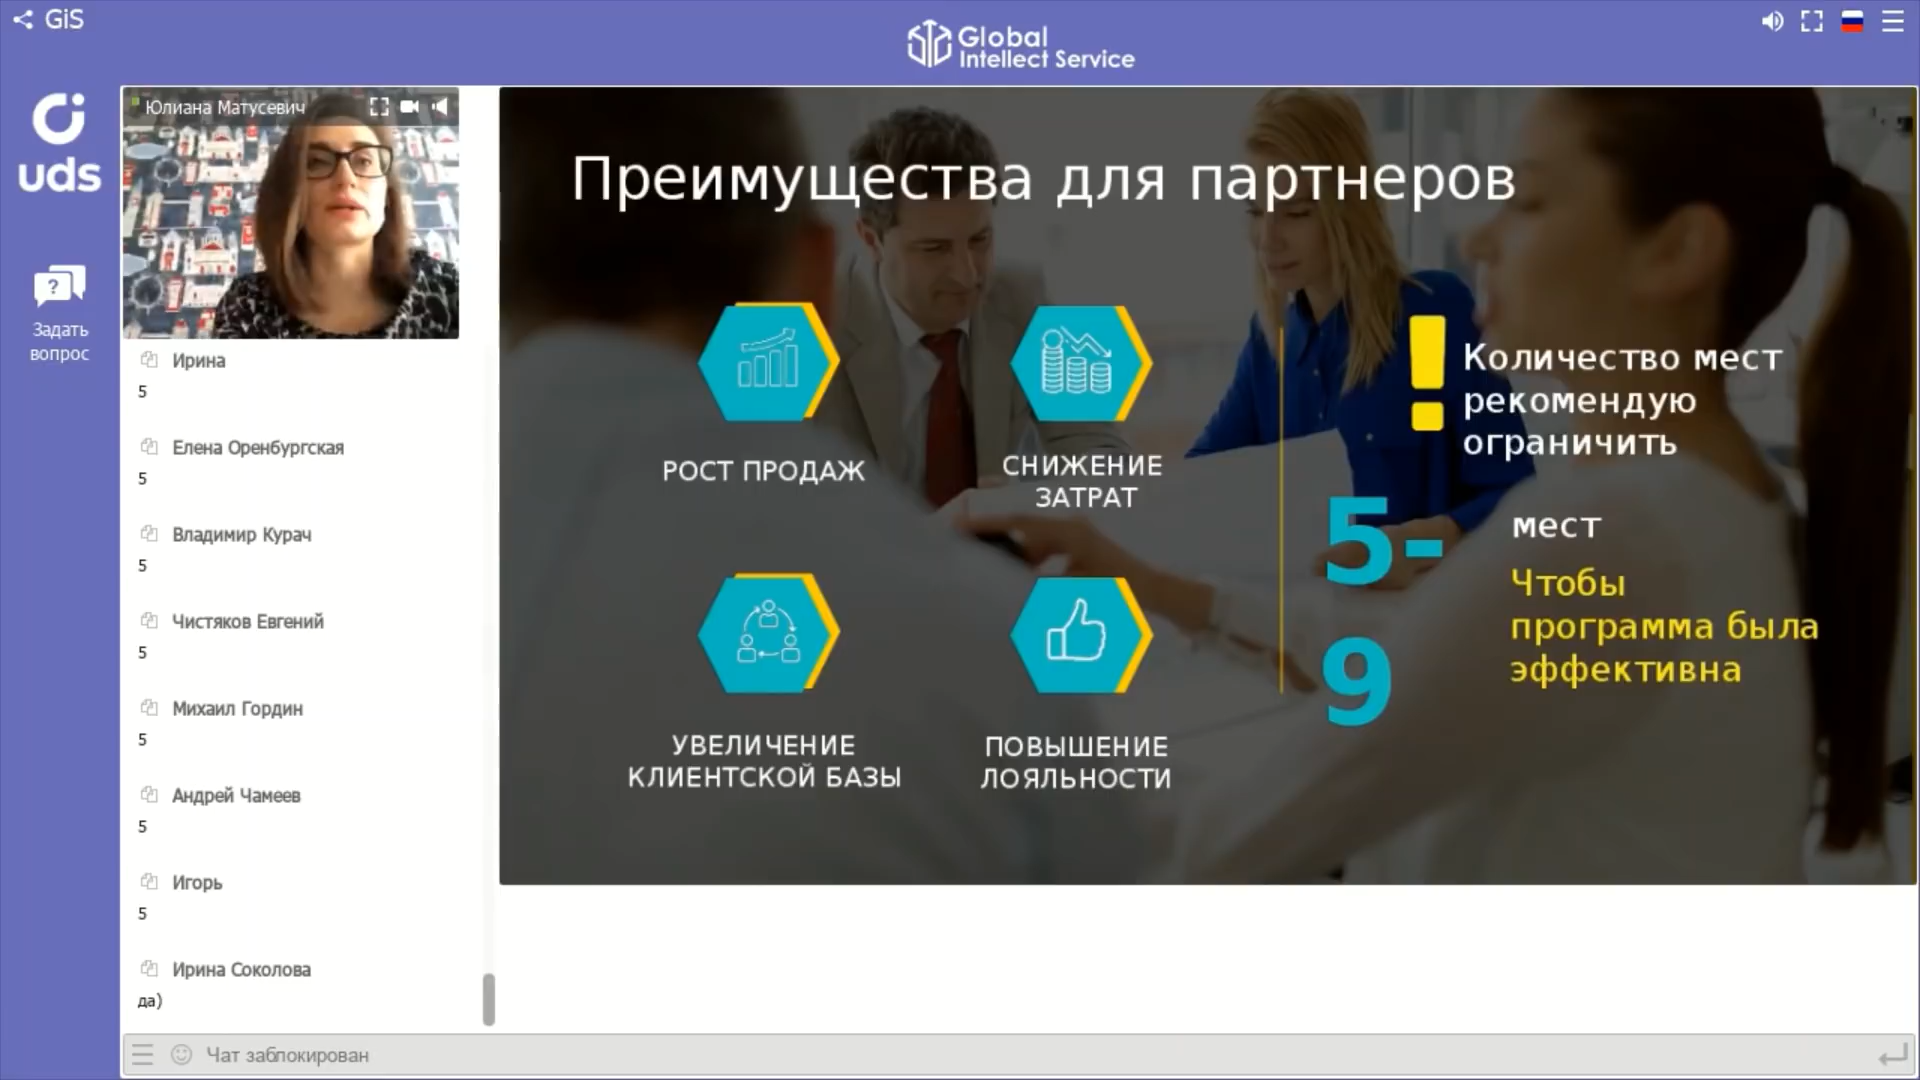 GiS
Global
Intellect Service
uds
Задать
вопрос
Юлиана Матусевич
Ирина
5
Елена Оренбургская
5
Владимир Курач
5
Чистяков Евгений
5
Михаил Гордин
5
Андрей Чамеев
5
Игорь
5
Ирина Соколова
да)
Чат заблокирован
Преимущества для партнеров
РОСТ ПРОДАЖ
СНИЖЕНИЕ
ЗАТРАТ
УВЕЛИЧЕНИЕ
КЛИЕНТСКОЙ БАЗЫ
ПОВЫШЕНИЕ
ЛОЯЛЬНОСТИ
!
Количество мест
рекомендую
ограничить
5-
9
мест
Чтобы
программа была
эффективна